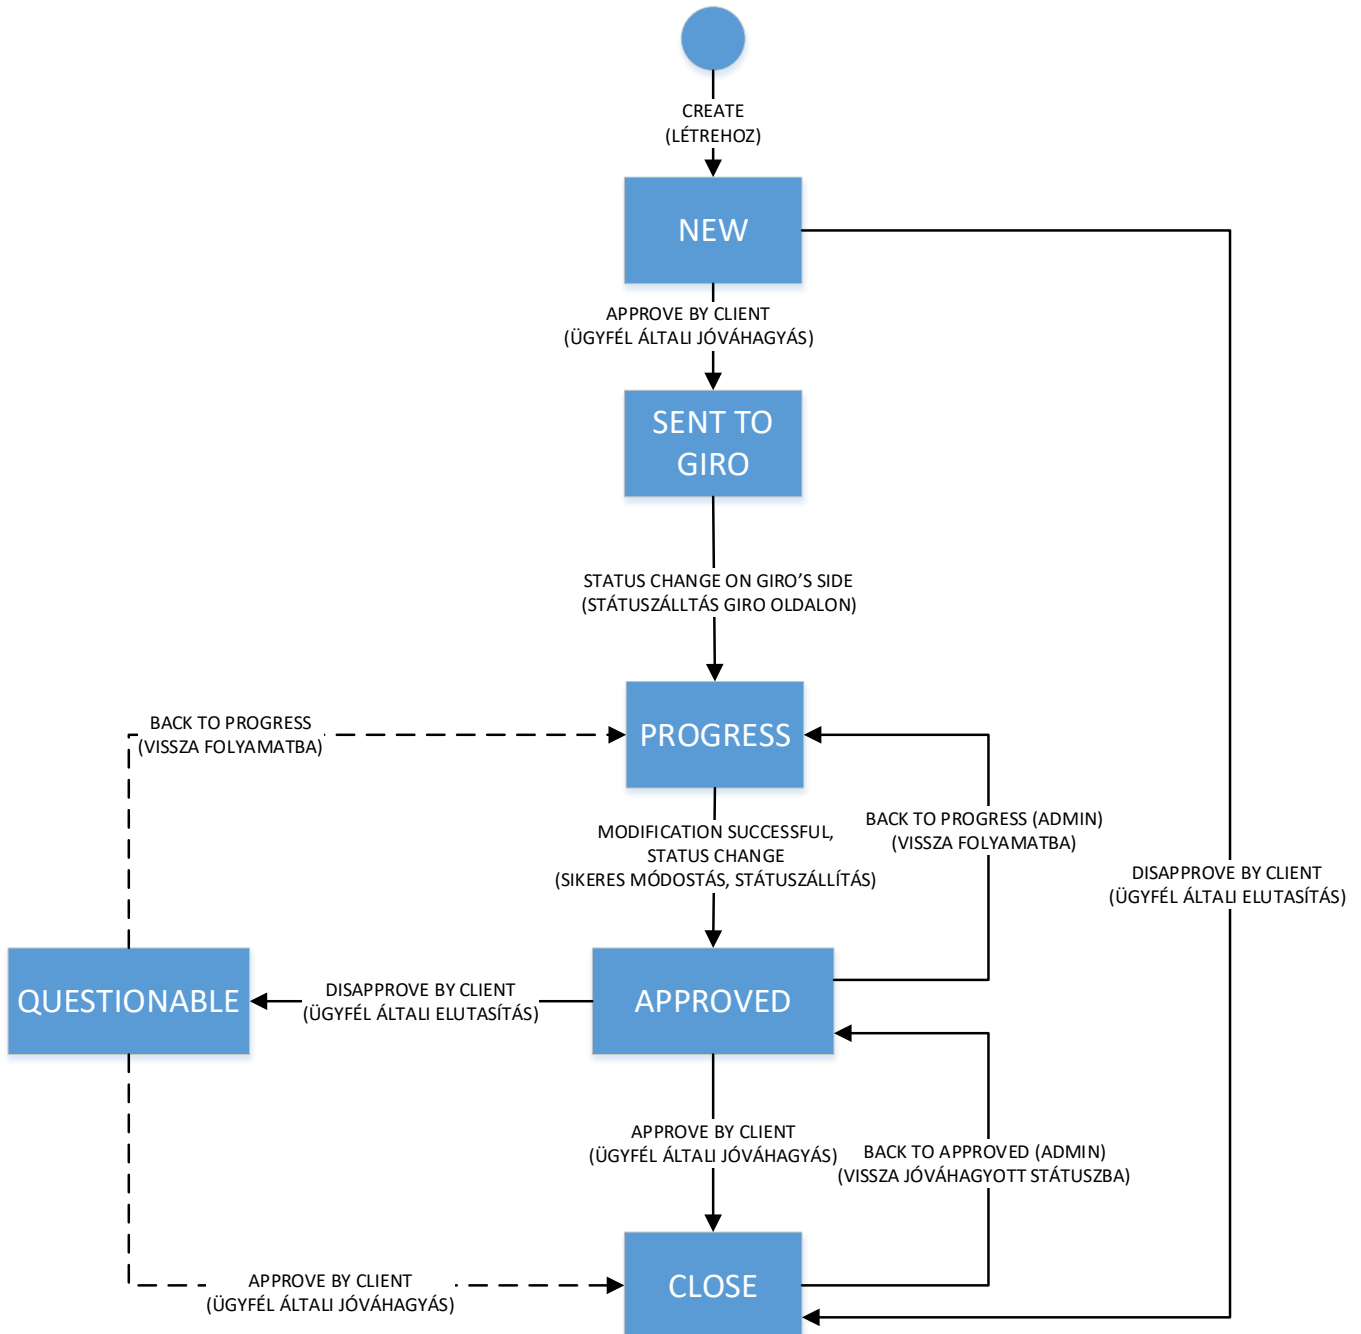 CREATE
(LÉTREHOZ)
NEW
APPROVE BY CLIENT
(ÜGYFÉL ÁLTALI JÓVÁHAGYÁS)
SENT TO
GIRO
STATUS CHANGE ON GIRO’S SIDE
(STÁTUSZÁLLTÁS GIRO OLDALON)
BACK TO PROGRESS
(VISSZA FOLYAMATBA)
PROGRESS
MODIFICATION SUCCESSFUL,
STATUS CHANGE
(SIKERES MÓDOSTÁS, STÁTUSZÁLLÍTÁS)
BACK TO PROGRESS (ADMIN)
(VISSZA FOLYAMATBA)
DISAPPROVE BY CLIENT
(ÜGYFÉL ÁLTALI ELUTASÍTÁS)
QUESTIONABLE
DISAPPROVE BY CLIENT
(ÜGYFÉL ÁLTALI ELUTASÍTÁS)
APPROVED
APPROVE BY CLIENT
(ÜGYFÉL ÁLTALI JÓVÁHAGYÁS)
BACK TO APPROVED (ADMIN)
(VISSZA JÓVÁHAGYOTT STÁTUSZBA)
APPROVE BY CLIENT
(ÜGYFÉL ÁLTALI JÓVÁHAGYÁS)
CLOSE